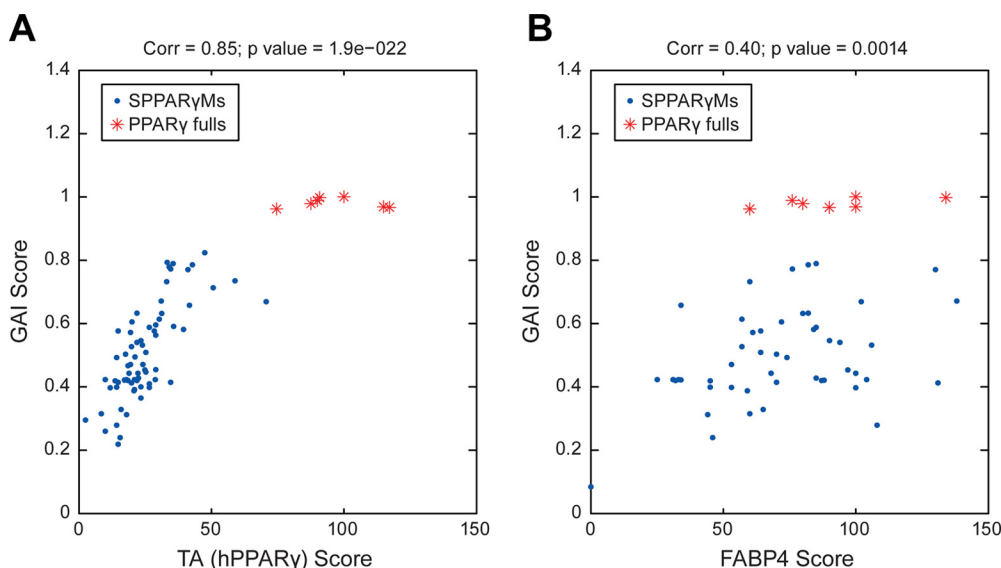 A
Corr = 0.85; p value = 1.9e−022
1.4
1.2
1
0.8
0.6
0.4
0.2
0
0
50
100
150
GAI Score
TA (hPPARγ) Score
SPPARγMs
PPARγ fulls
B
Corr = 0.40; p value = 0.0014
1.4
1.2
1
0.8
0.6
0.4
0.2
0
0
50
100
150
GAI Score
FABP4 Score
SPPARγMs
PPARγ fulls